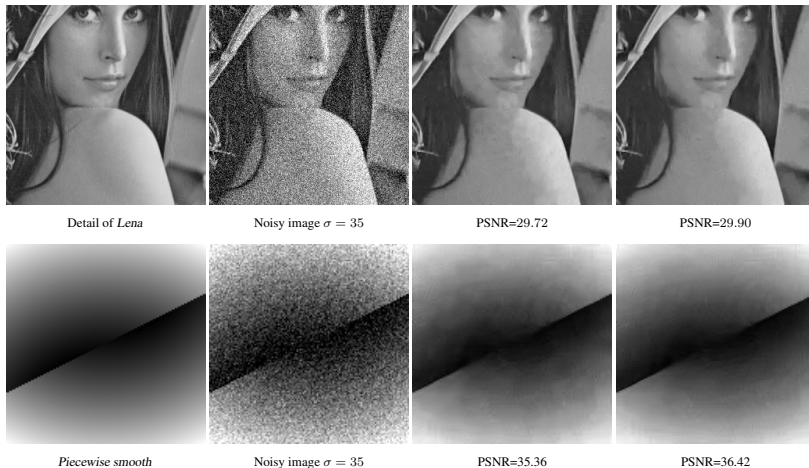 Detail of Lena
Noisy image σ = 35
PSNR=29.72
PSNR=29.90
Piecewise smooth
Noisy image σ = 35
PSNR=35.36
PSNR=36.42